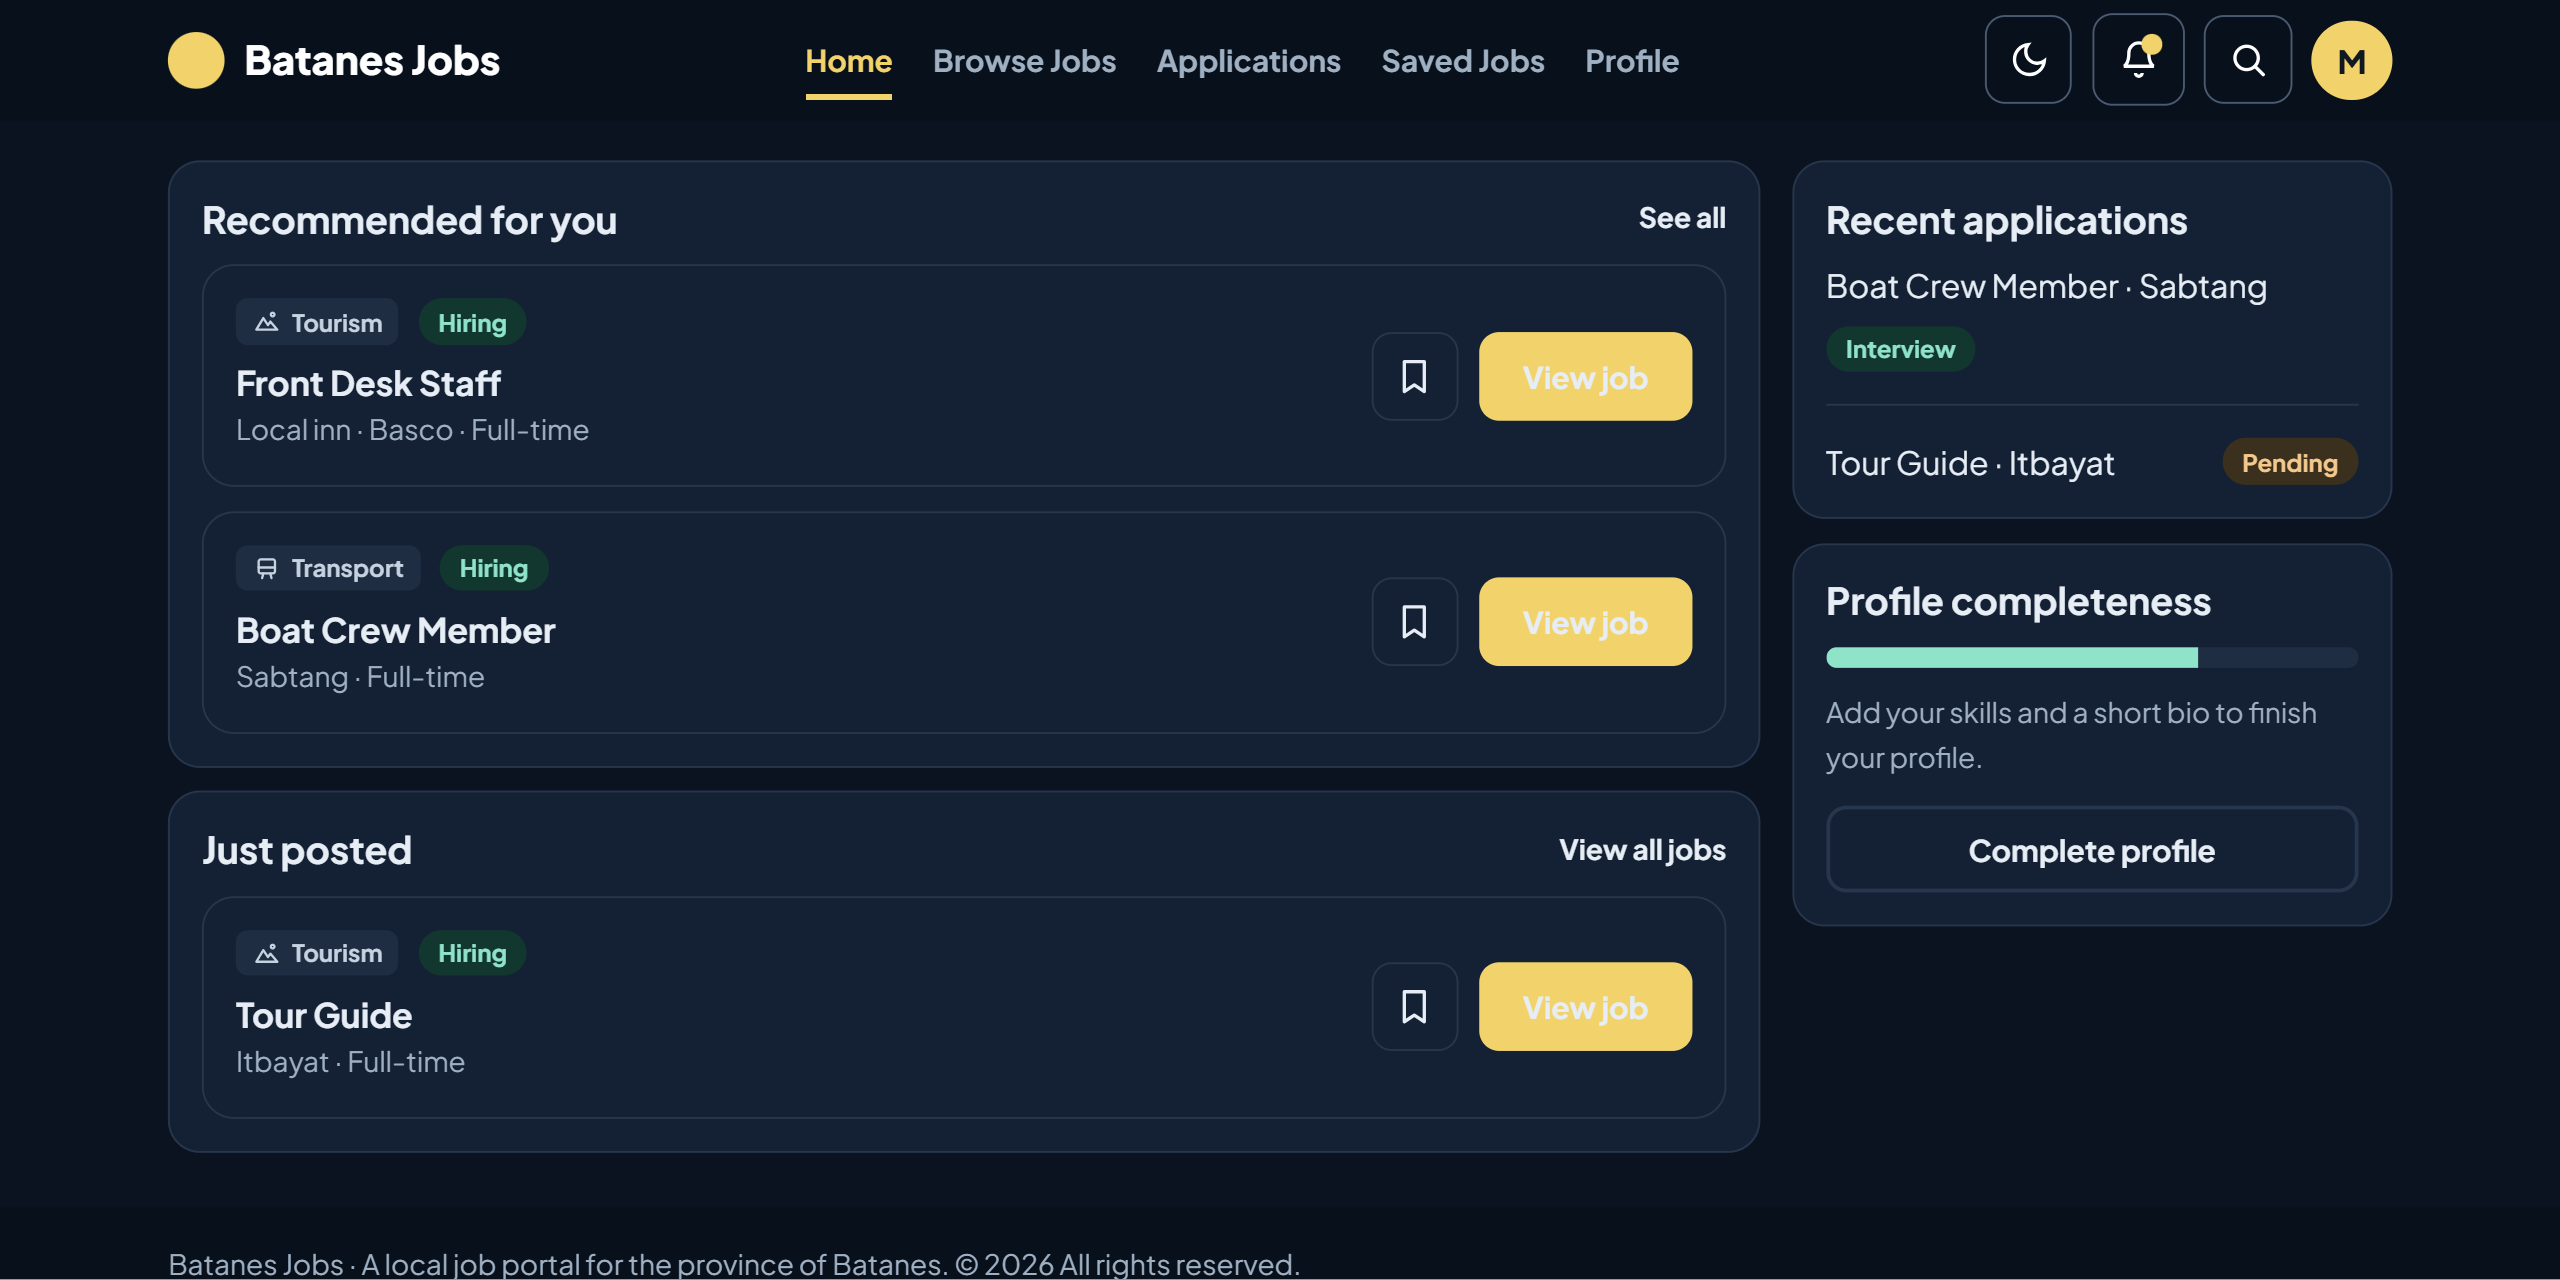 Batanes Jobs
Home
Browse Jobs
Applications
Saved Jobs
Profile
M
Recommended for you
See all
Tourism
Hiring
Front Desk Staff
Local inn · Basco · Full-time
View job
Transport
Hiring
Boat Crew Member
Sabtang · Full-time
View job
Just posted
View all jobs
Tourism
Hiring
Tour Guide
Itbayat · Full-time
View job
Recent applications
Boat Crew Member · Sabtang
Interview
Tour Guide · Itbayat
Pending
Profile completeness
Add your skills and a short bio to finish
your profile.
Complete profile
Batanes Jobs · A local job portal for the province of Batanes. © 2026 All rights reserved.